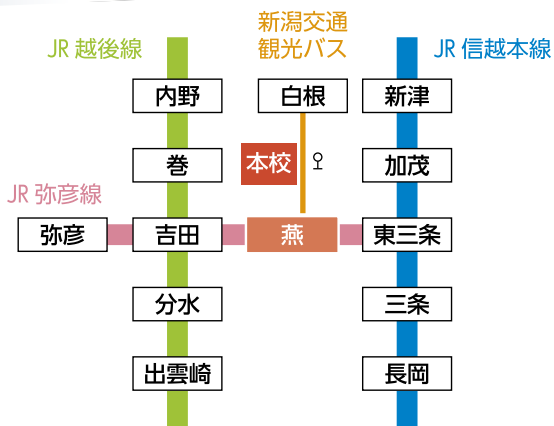 新潟交通
観光バス
JR 越後線
JR 信越本線
内野
白根
新津
巻
本校
加茂
JR 弥彦線
弥彦
吉田
燕
東三条
分水
三条
出雲崎
長岡